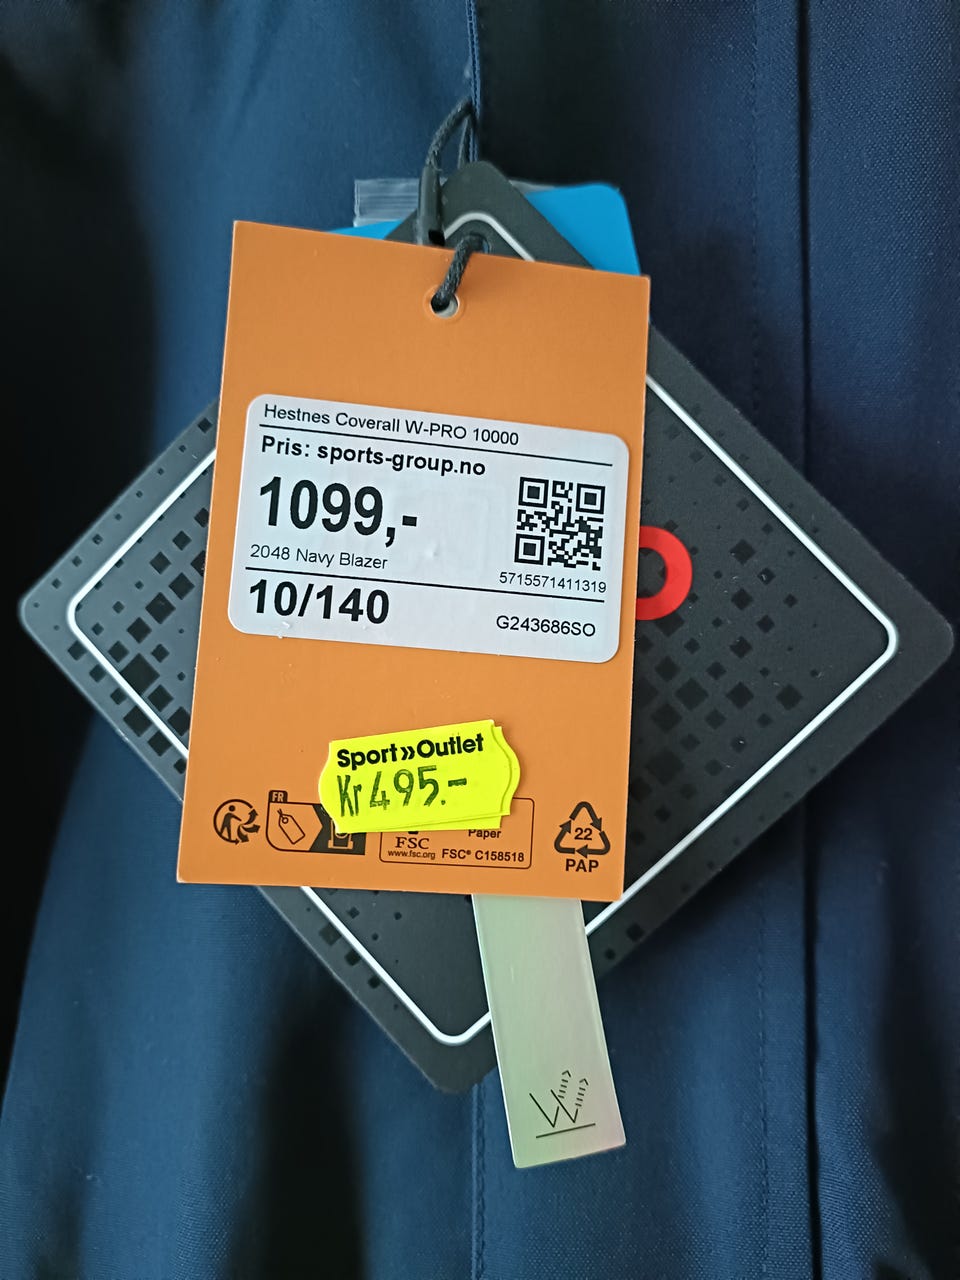 Hestnes Coverall W-PRO 10000
Pris: sports-group.no
1099,-
2048 Navy Blazer
5715571411319
10/140
G243686SO
Sport»Outlet
Kr 495.-
FR
Paper
FSC
www.fsc.org FSC® C158518
22
PAP